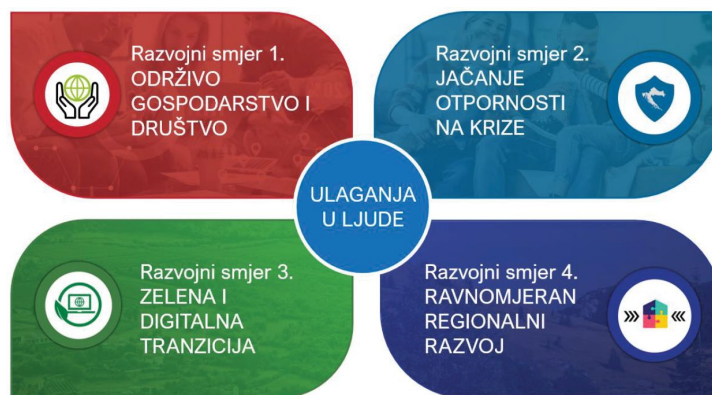 Razvojni smjer 1.
ODRŽIVO
GOSPODARSTVO I
DRUŠTVO
Razvojni smjer 2.
JAČANJE
OTPORNOSTI
NA KRIZE
ULAGANJA
U LJUDE
Razvojni smjer 3.
ZELENA I
DIGITALNA
TRANZICIJA
Razvojni smjer 4.
RAVNOMJERAN
REGIONALNI
RAZVOJ